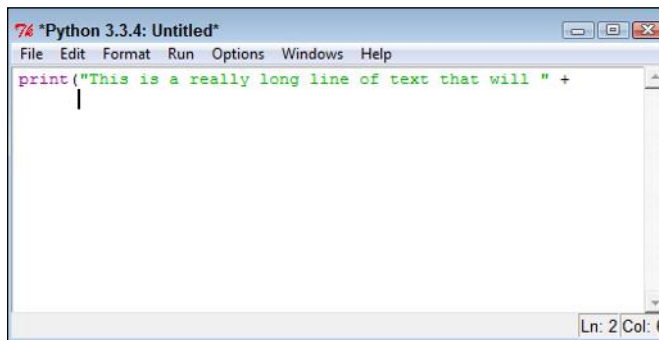 *Python 3.3.4: Untitled*
File Edit Format Run Options Windows Help
print("This is a really long line of text that will " +
Ln: 2 Col: 6